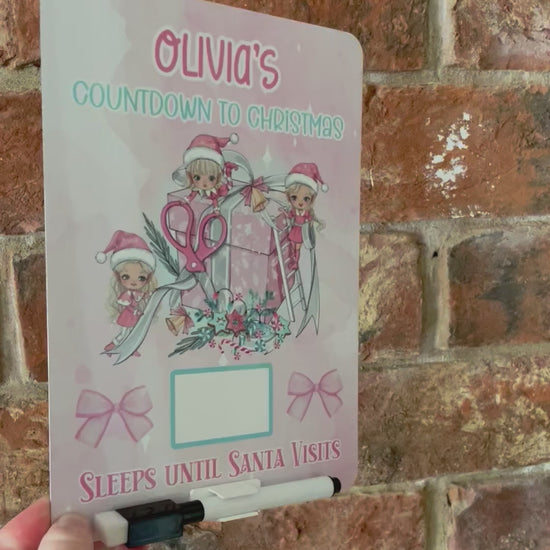 OLIVIa's
COUNTDOWN TO CHRISTMas
SLEEPS UNTIL SANTA VISITS